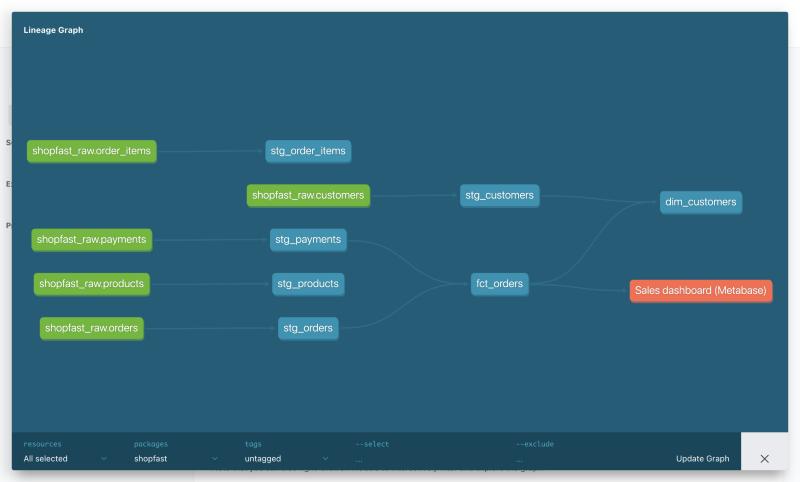 Lineage Graph
shopfast_raw.order_items
stg_order_items
shopfast_raw.customers
stg_customers
dim_customers
shopfast_raw.payments
stg_payments
shopfast_raw.products
stg_products
fct_orders
Sales dashboard (Metabase)
shopfast_raw.orders
stg_orders
resources
packages
tags
--select
--exclude
All selected
shopfast
untagged
...
...
Update Graph